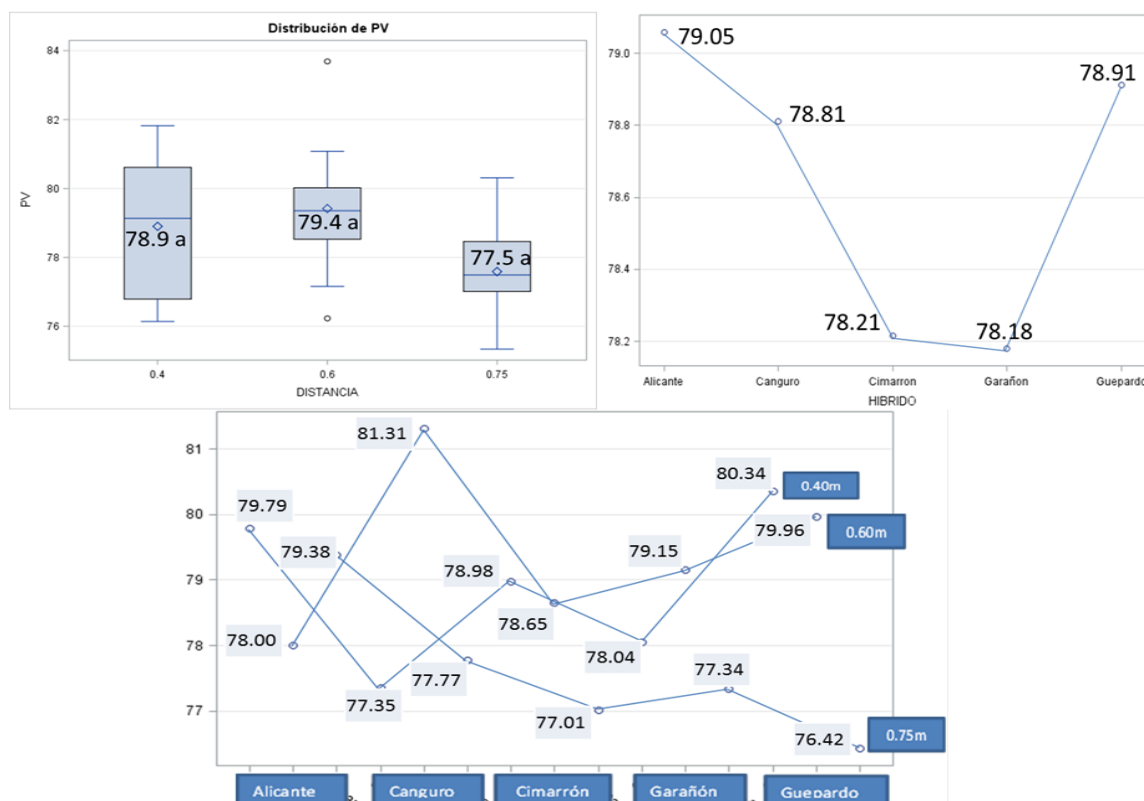 Distribución de PV
84
82
80
78
76
PV
78.9 a
79.4 a
77.5 a
0.4
0.6
0.75
DISTANCIA
79.0
78.8
78.6
78.4
78.2
79.05
78.81
78.21
78.18
78.91
Alicante
Canguro
Cimarron
Garañon
Guepardo
HIBRIDO
81
80
79
78
77
81.31
80.34
0.40m
79.79
79.96
0.60m
79.38
79.15
78.98
78.65
78.00
78.04
77.77
77.34
77.35
77.01
76.42
0.75m
Alicante
Canguro
Cimarrón
Garañón
Guepardo